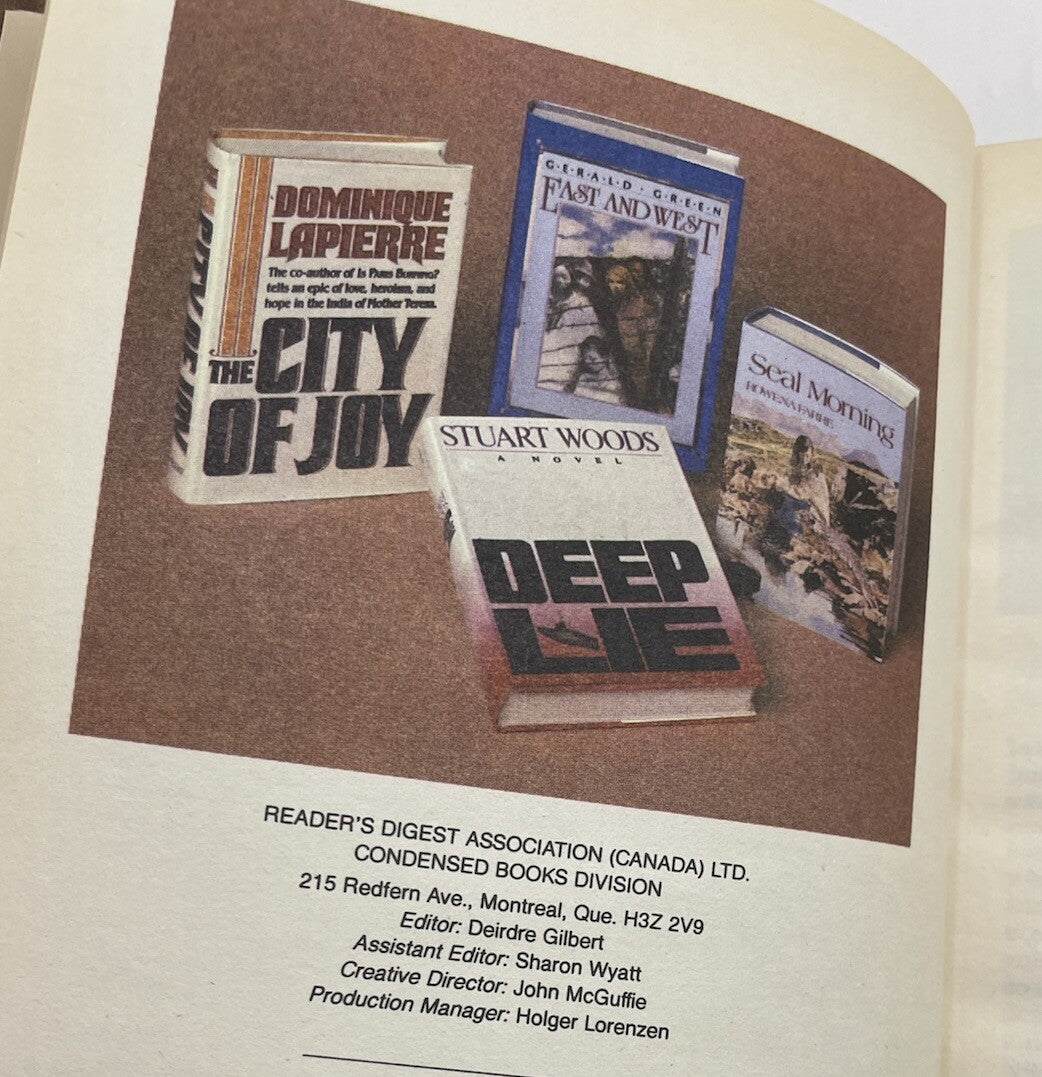 DOMINIQUE
LAPIERRE
The co-author of Is Paris Burning?
tells an epic of love, heroism, and
hope in the India of Mother Teresa.
THE CITY
OF JOY
CITY OF JOY
G·E·R·A·L·D · G·R·E·E·N
EAST AND WEST
Seal Morning
ROWENA FARRE
STUART WOODS
A NOVEL
DEEP
LIE
READER'S DIGEST ASSOCIATION (CANADA) LTD.
CONDENSED BOOKS DIVISION
215 Redfern Ave., Montreal, Que. H3Z 2V9
Editor: Deirdre Gilbert
Assistant Editor: Sharon Wyatt
Creative Director: John McGuffie
Production Manager: Holger Lorenzen